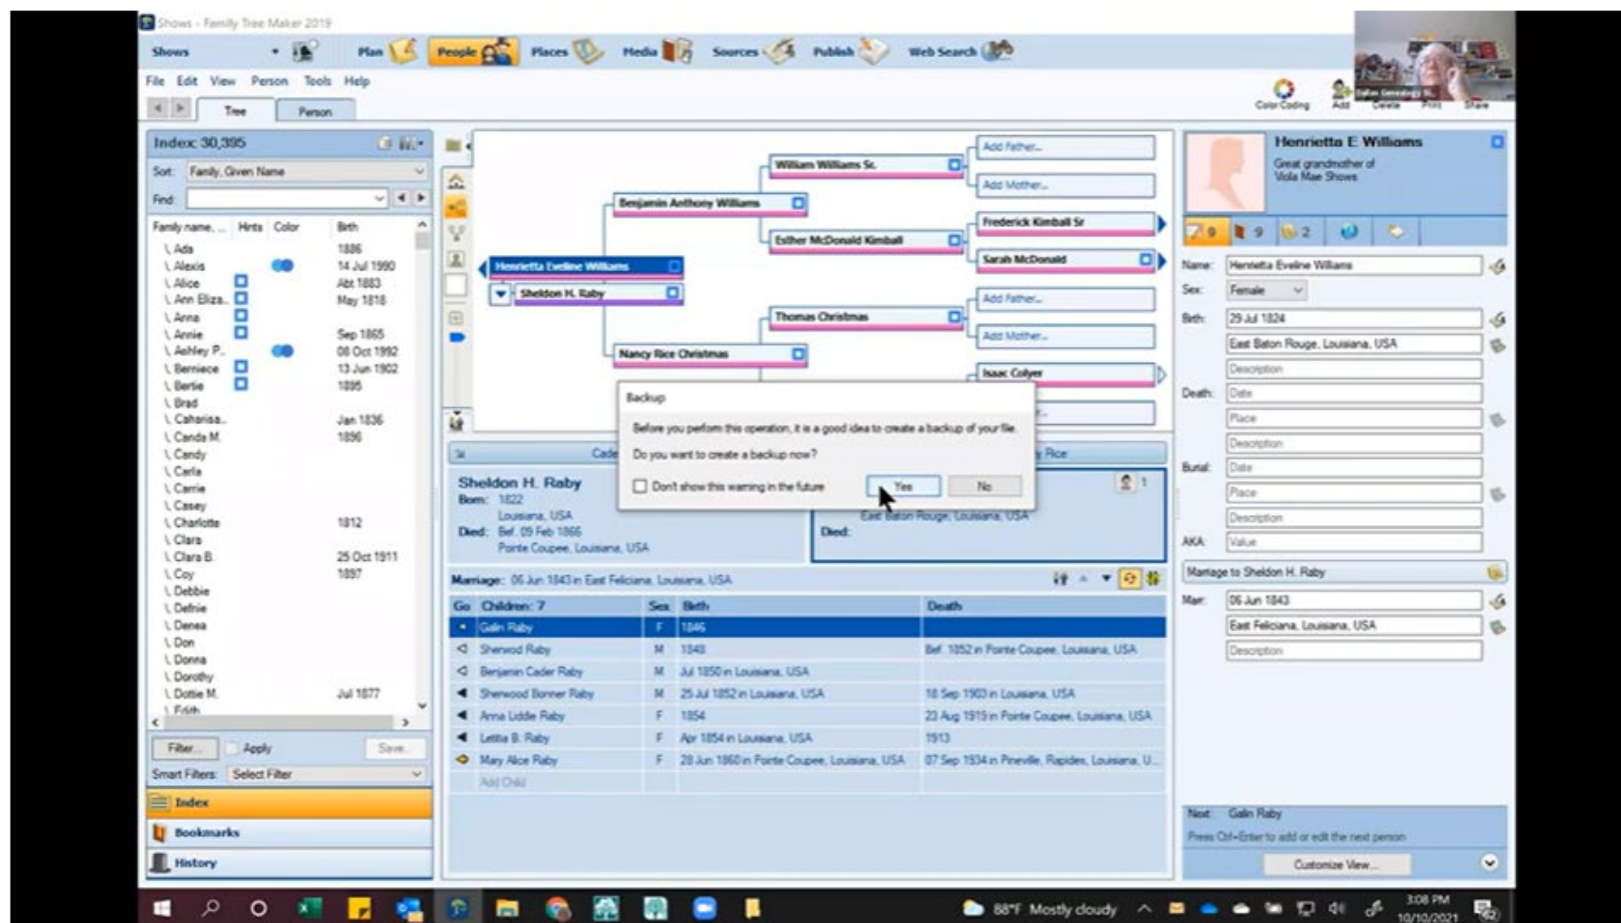 Shows - Family Tree Maker 2019
Shows Plan People Places Media Sources Publish Web Search
File Edit View Person Tools Help
Color Coding Add Delete Print Share
Tree Person
Index: 30,395
Sort: Family, Given Name
Find:
Family name, ... Hints Color Birth
\, Ada 1886
\, Alexis 14 Jul 1990
\, Alice Abt 1883
\, Ann Eliza.. May 1818
\, Anna
\, Annie Sep 1865
\, Ashley P.. 08 Oct 1992
\, Berniece 13 Jun 1902
\, Bertie 1895
\, Brad
\, Caharisa.. Jan 1836
\, Canda M. 1896
\, Candy
\, Carla
\, Carrie
\, Casey
\, Charlotte 1812
\, Clara
\, Clara B. 25 Oct 1911
\, Coy 1897
\, Debbie
\, Defnie
\, Denea
\, Don
\, Donna
\, Dorothy
\, Dottie M. Jul 1877
\, Edith
Filter... Apply Save...
Smart Filters: Select Filter
Index
Bookmarks
History
William Williams Sr.
Add Father...
Add Mother...
Benjamin Anthony Williams
Esther McDonald Kimball
Frederick Kimball Sr
Sarah McDonald
Henrietta Eveline Williams
Sheldon H. Raby
Thomas Christmas
Add Father...
Add Mother...
Nancy Rice Christmas
Isaac Colyer
Backup
Before you perform this operation, it is a good idea to create a backup of your file.
Do you want to create a backup now?
Don't show this warning in the future
Yes No
Cade
y Rice
Sheldon H. Raby
Born: 1822
Louisiana, USA
Died: Bef. 09 Feb 1866
Pointe Coupee, Louisiana, USA
East Baton Rouge, Louisiana, USA
Died:
1
Marriage: 06 Jun 1843 in East Feliciana, Louisiana, USA
Go Children: 7 Sex Birth Death
Galin Raby F 1846
Sherwod Raby M 1848 Bef. 1852 in Pointe Coupee, Louisiana, USA
Benjamin Cader Raby M Jul 1850 in Louisiana, USA
Sherwood Bonner Raby M 25 Jul 1852 in Louisiana, USA 18 Sep 1903 in Louisiana, USA
Anna Liddie Raby F 1854 23 Aug 1919 in Pointe Coupee, Louisiana, USA
Letitia B. Raby F Apr 1854 in Louisiana, USA 1913
Mary Alice Raby F 28 Jun 1860 in Pointe Coupee, Louisiana, USA 07 Sep 1934 in Pineville, Rapides, Louisiana, U...
Add Child
Henrietta E Williams
Great grandmother of
Viola Mae Shows
9 9 2
Name: Henrietta Eveline Williams
Sex: Female
Birth: 29 Jul 1824
East Baton Rouge, Louisiana, USA
Description
Death: Date
Place
Description
Burial: Date
Place
Description
AKA: Value
Marriage to Sheldon H. Raby
Marr: 06 Jun 1843
East Feliciana, Louisiana, USA
Description
Next: Galin Raby
Press Ctrl+Enter to add or edit the next person
Customize View...
88°F Mostly cloudy
3:08 PM
10/10/2021